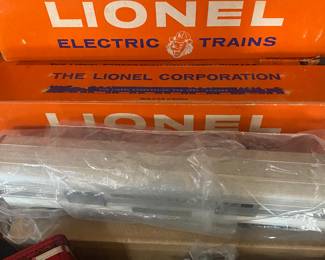 LIONEL
ELECTRIC TRAINS
THE LIONEL CORPORATION
LIONEL